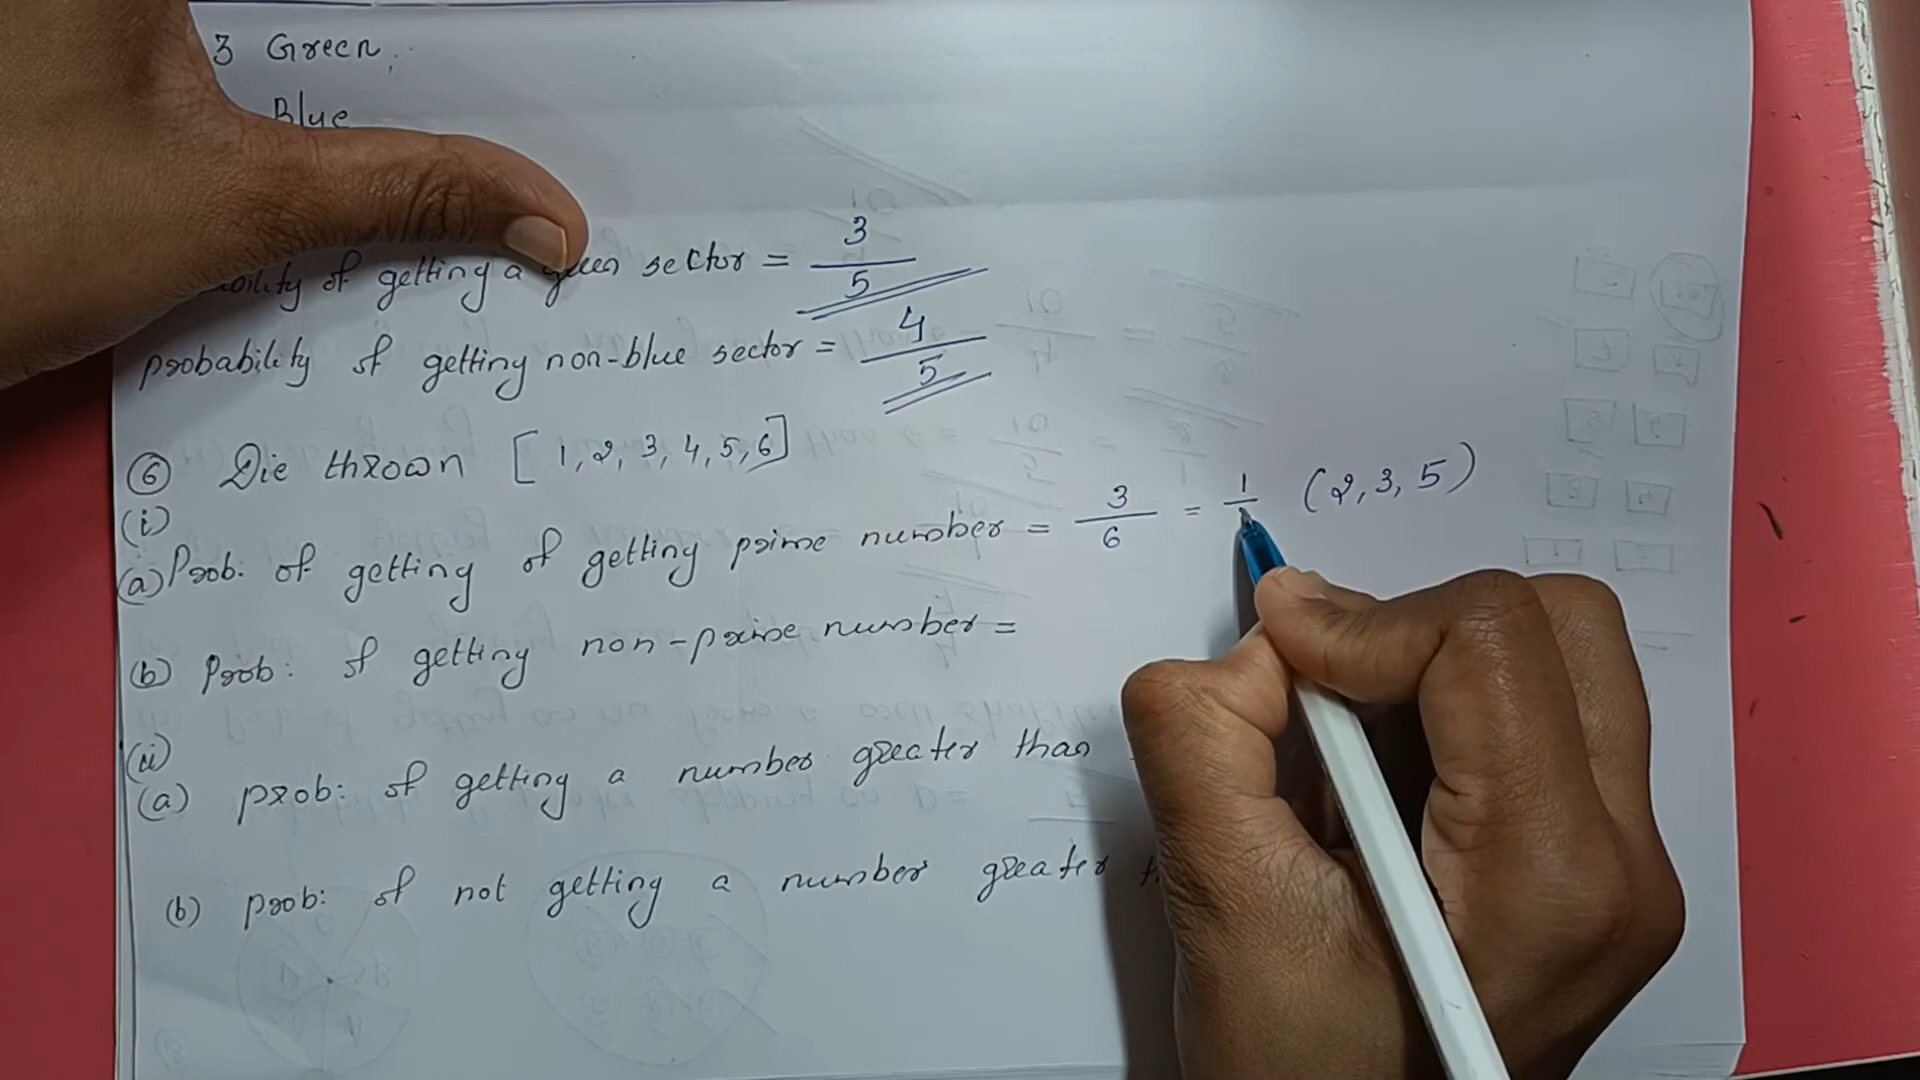 3 Green,
Blue
of getting a green sector = 3/5
probability of getting non-blue sector = 4/5
⑥ Die thrown [1, 2, 3, 4, 5, 6]
(i)
(a) Prob: of getting of getting prime number = 3/6 = 1/ (2, 3, 5)
(b) Prob: of getting non-prime number =
(ii)
(a) prob: of getting a number greater than
(b) prob: of not getting a number greater